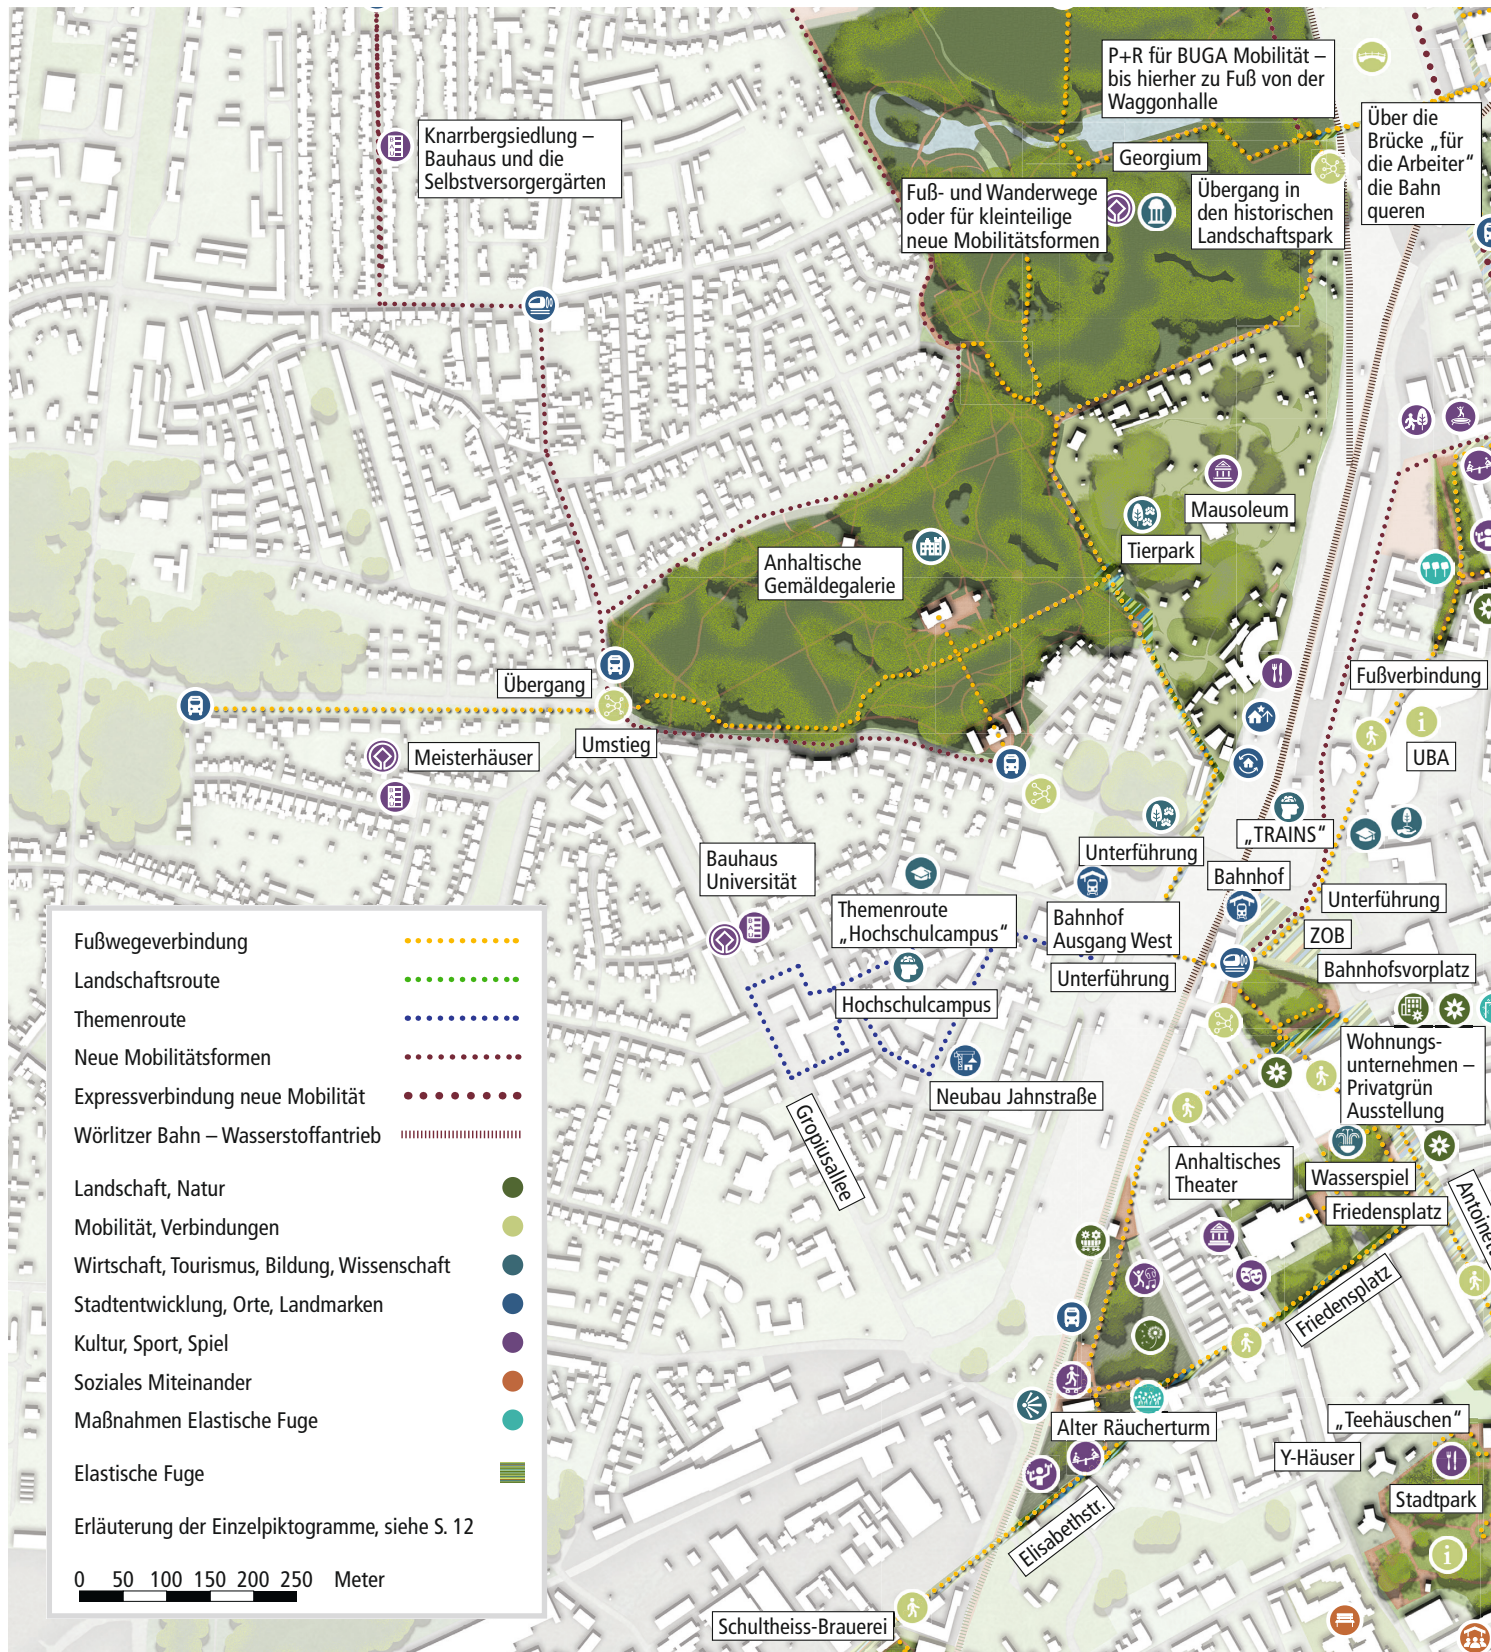 P+R für BUGA Mobilität –
bis hierher zu Fuß von der
Waggonhalle
Über die
Brücke „für
die Arbeiter“
die Bahn
queren
Knarrbergsiedlung –
Bauhaus und die
Selbstversorgergärten
Georgium
Fuß- und Wanderwege
oder für kleinteilige
neue Mobilitätsformen
Übergang in
den historischen
Landschaftspark
Mausoleum
Tierpark
Anhaltische
Gemäldegalerie
Übergang
Umstieg
Meisterhäuser
Fußverbindung
UBA
„TRAINS“
Unterführung
Bahnhof
Unterführung
ZOB
Bahnhofsvorplatz
Bauhaus
Universität
Themenroute
„Hochschulcampus“
Bahnhof
Ausgang West
Unterführung
Hochschulcampus
Neubau Jahnstraße
Gropiusallee
Wohnungs-
unternehmen –
Privatgrün
Ausstellung
Anhaltisches
Theater
Wasserspiel
Friedensplatz
Friedensplatz
Alter Räucherturm
Elisabethstr.
„Teehäuschen“
Y-Häuser
Stadtpark
Schultheiss-Brauerei
Fußwegeverbindung
Landschaftsroute
Themenroute
Neue Mobilitätsformen
Expressverbindung neue Mobilität
Wörlitzer Bahn – Wasserstoffantrieb
Landschaft, Natur
Mobilität, Verbindungen
Wirtschaft, Tourismus, Bildung, Wissenschaft
Stadtentwicklung, Orte, Landmarken
Kultur, Sport, Spiel
Soziales Miteinander
Maßnahmen Elastische Fuge
Elastische Fuge
Erläuterung der Einzelpiktogramme, siehe S. 12
0 50 100 150 200 250 Meter